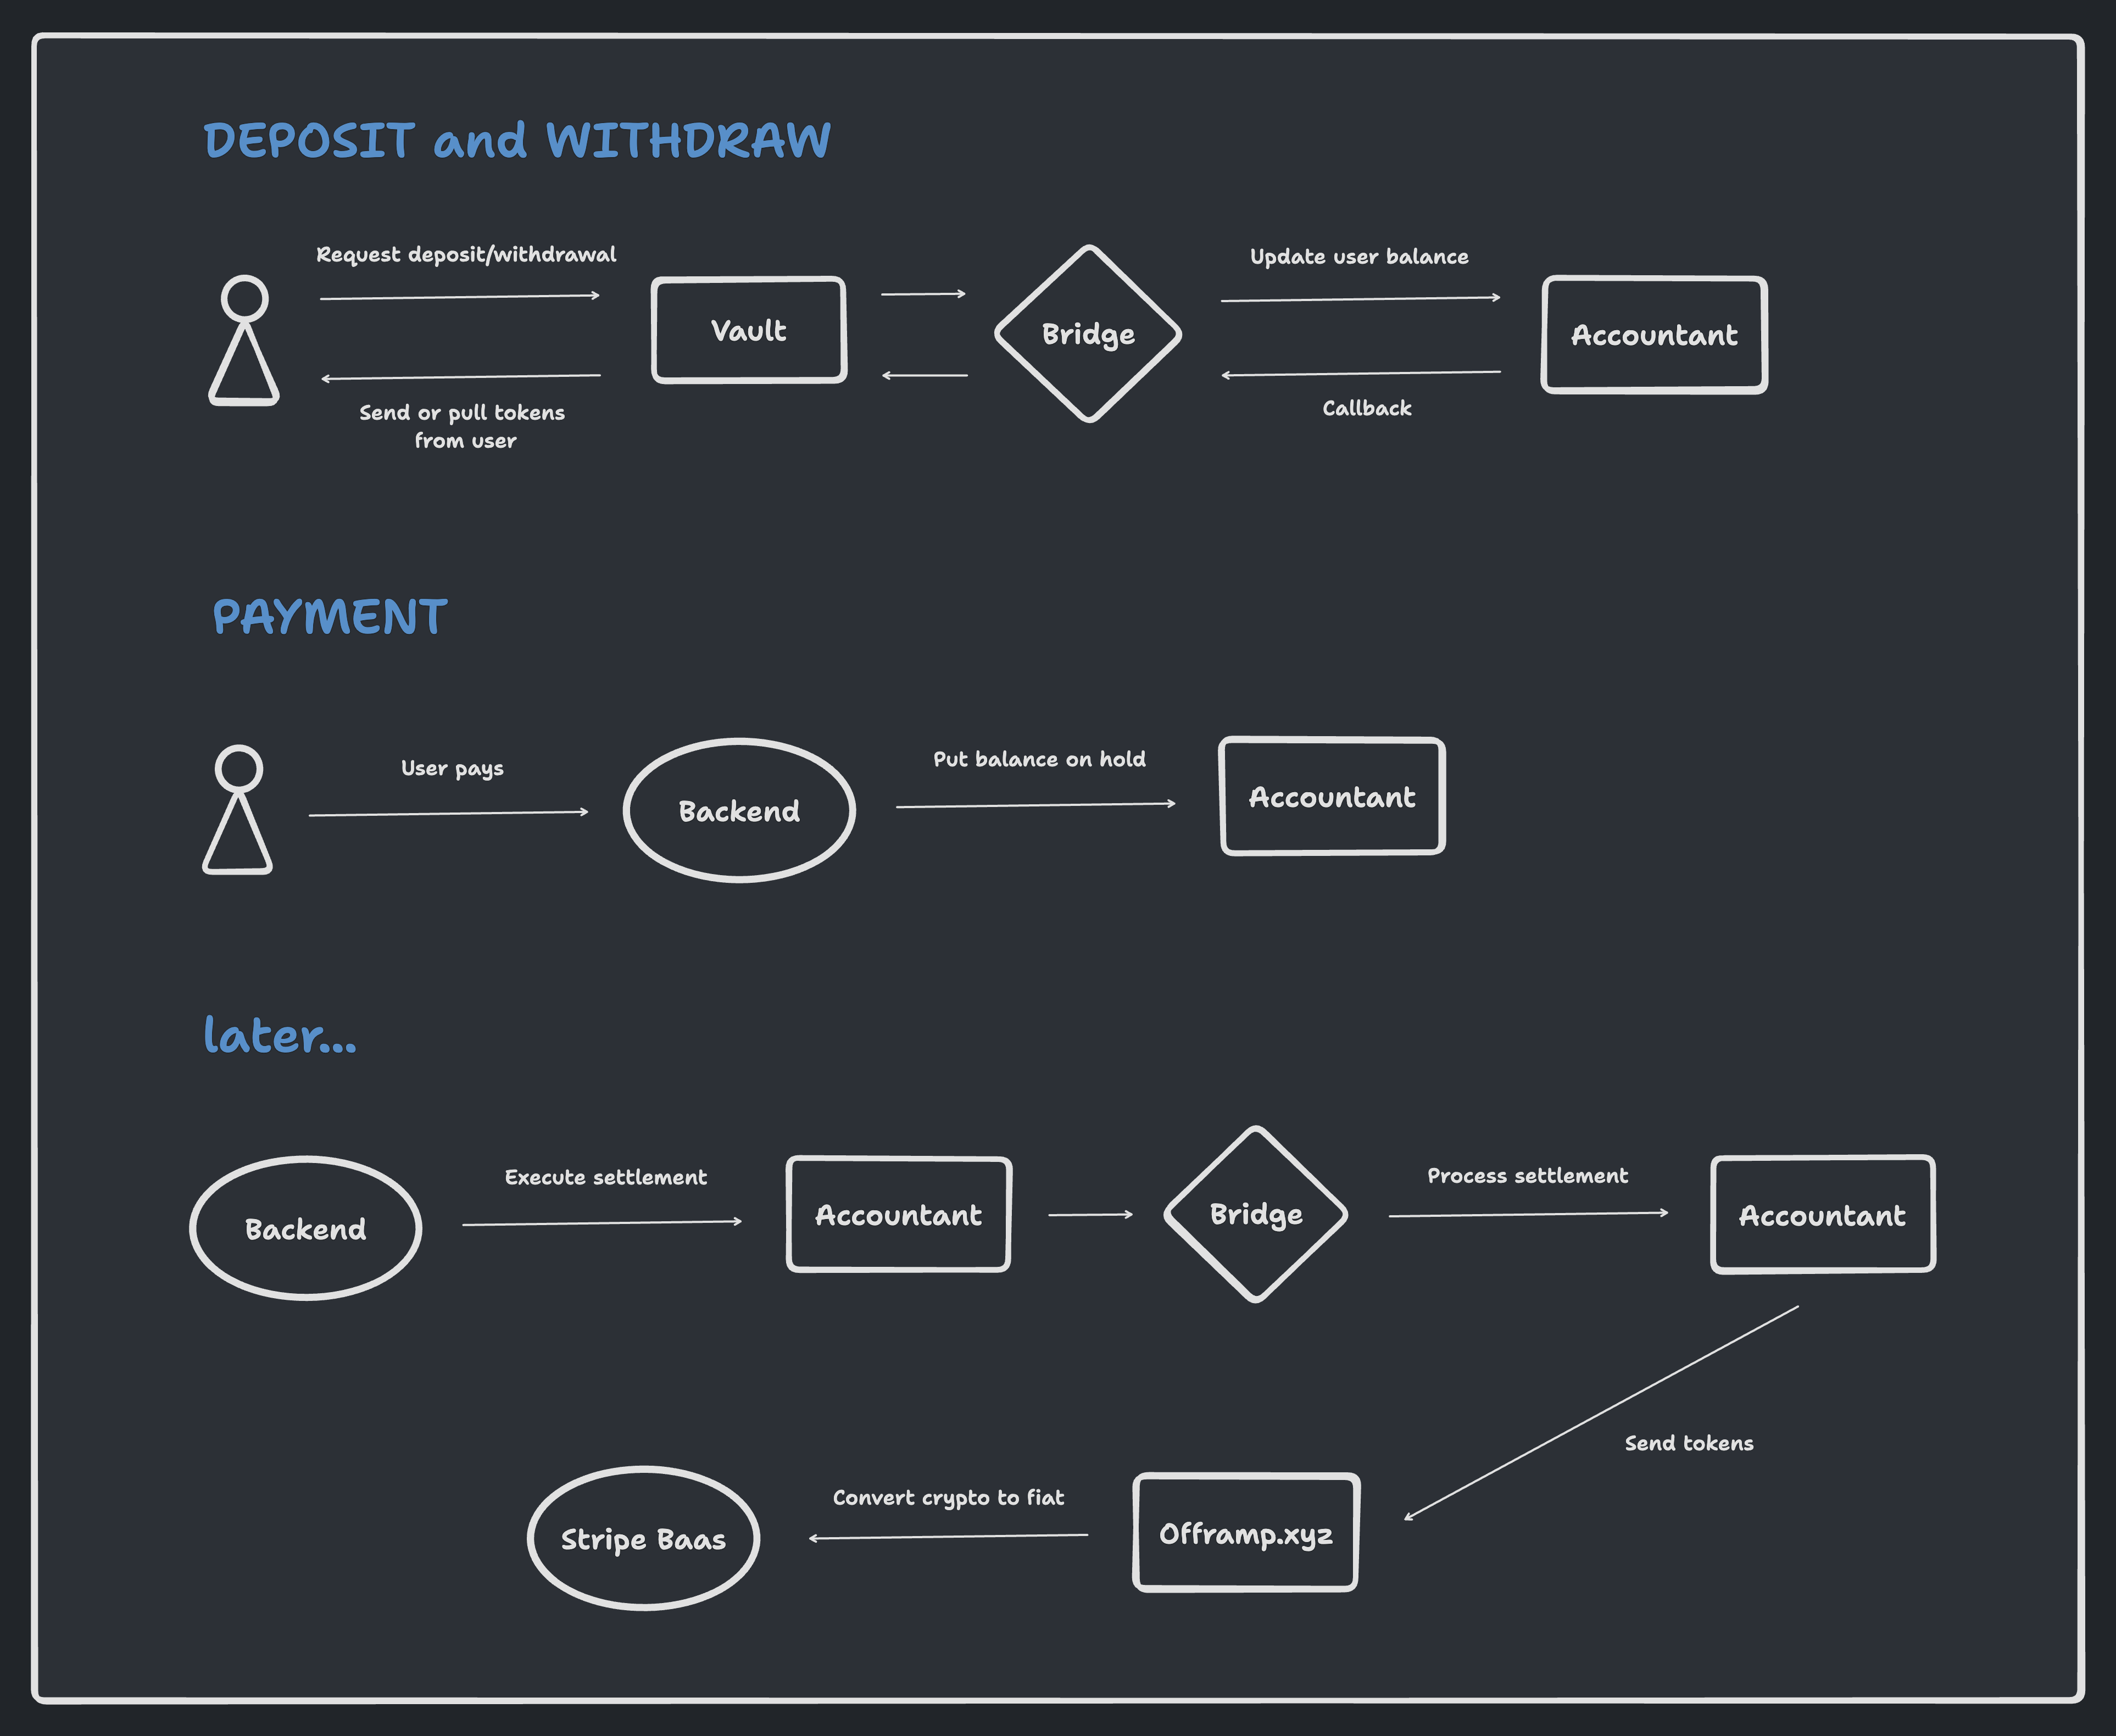 DEPOSIT and WITHDRAW
Request deposit/withdrawal
Update user balance
Vault
Bridge
Accountant
Send or pull tokens
from user
Callback
PAYMENT
User pays
Put balance on hold
Backend
Accountant
later...
Execute settlement
Process settlement
Backend
Accountant
Bridge
Accountant
Send tokens
Convert crypto to fiat
Stripe Baas
Offramp.xyz